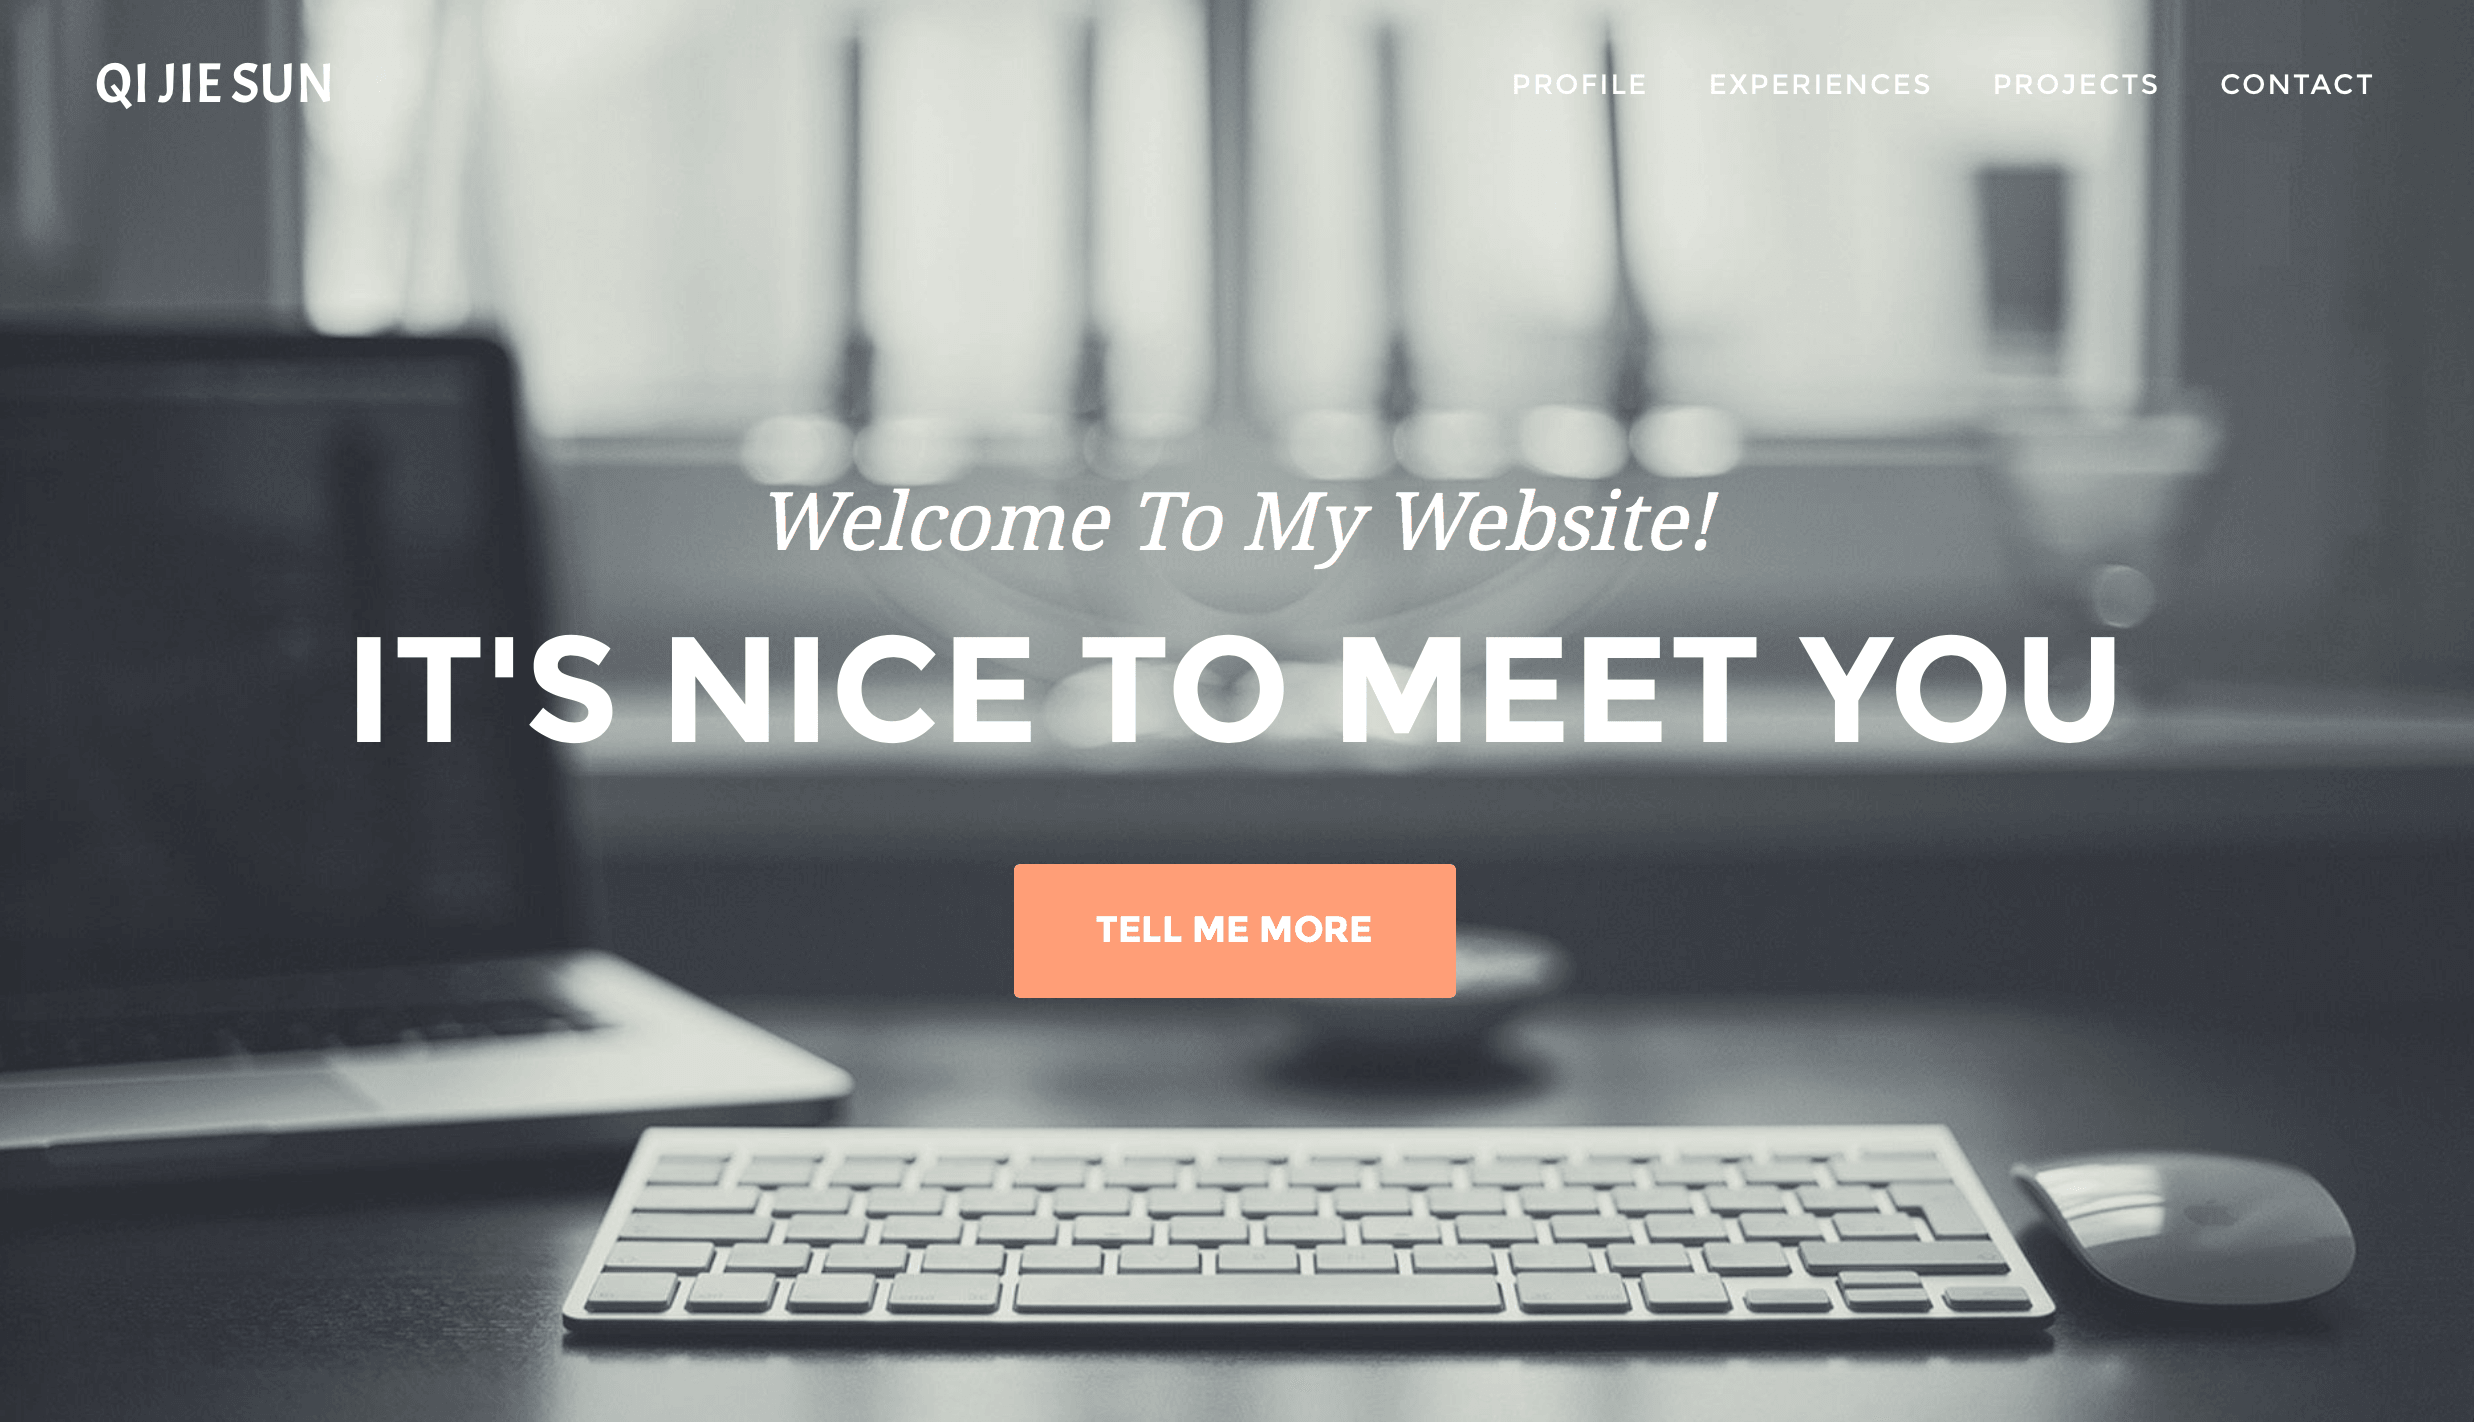 QI JIE SUN
PROFILE EXPERIENCES PROJECTS CONTACT
Welcome To My Website!
IT'S NICE TO MEET YOU
TELL ME MORE